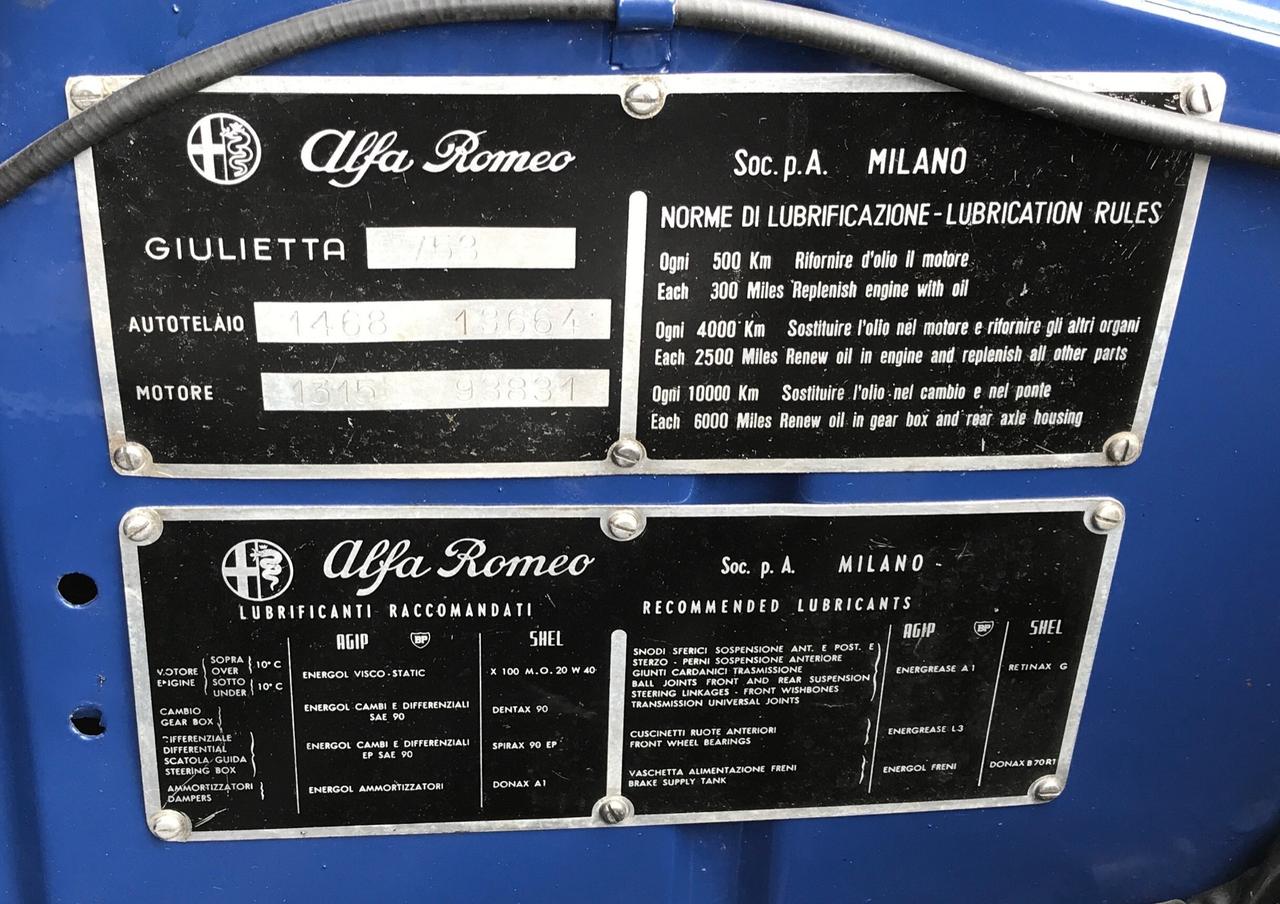 Alfa Romeo
GIULIETTA /53
AUTOTELAIO 1468 13664
MOTORE 1315 93831
Soc. p. A. MILANO
NORME DI LUBRIFICAZIONE - LUBRICATION RULES
Ogni 500 Km Rifornire d'olio il motore
Each 300 Miles Replenish engine with oil
Ogni 4000 Km Sostituire l'olio nel motore e rifornire gli altri organi
Each 2500 Miles Renew oil in engine and replenish all other parts
Ogni 10000 Km Sostituire l'olio nel cambio e nel ponte
Each 6000 Miles Renew oil in gear box and rear axle housing
Alfa Romeo
LUBRIFICANTI RACCOMANDATI
AGIP BP SHEL
MOTORE SOPRA 10° C
ENGINE OVER
SOTTO 10° C
UNDER
ENERGOL VISCO-STATIC
X 100 M.O. 20 W 40
CAMBIO
GEAR BOX
ENERGOL CAMBI E DIFFERENZIALI
SAE 90
DENTAX 90
DIFFERENZIALE
DIFFERENTIAL
SCATOLA GUIDA
STEERING BOX
ENERGOL CAMBI E DIFFERENZIALI
EP SAE 90
SPIRAX 90 EP
AMMORTIZZATORI
DAMPERS
ENERGOL AMMORTIZZATORI
DONAX A1
Soc. p. A. MILANO
RECOMMENDED LUBRICANTS
AGIP BP SHEL
SNODI SFERICI SOSPENSIONE ANT. E POST. E
STERZO - PERNI SOSPENSIONE ANTERIORE
GIUNTI CARDANICI TRASMISSIONE
BALL JOINTS FRONT AND REAR SUSPENSION
STEERING LINKAGES - FRONT WISHBONES
TRANSMISSION UNIVERSAL JOINTS
ENERGREASE A1
RETINAX G
CUSCINETTI RUOTE ANTERIORI
FRONT WHEEL BEARINGS
ENERGREASE L3
VASCHETTA ALIMENTAZIONE FRENI
BRAKE SUPPLY TANK
ENERGOL FRENI
DONAX B 70 R1